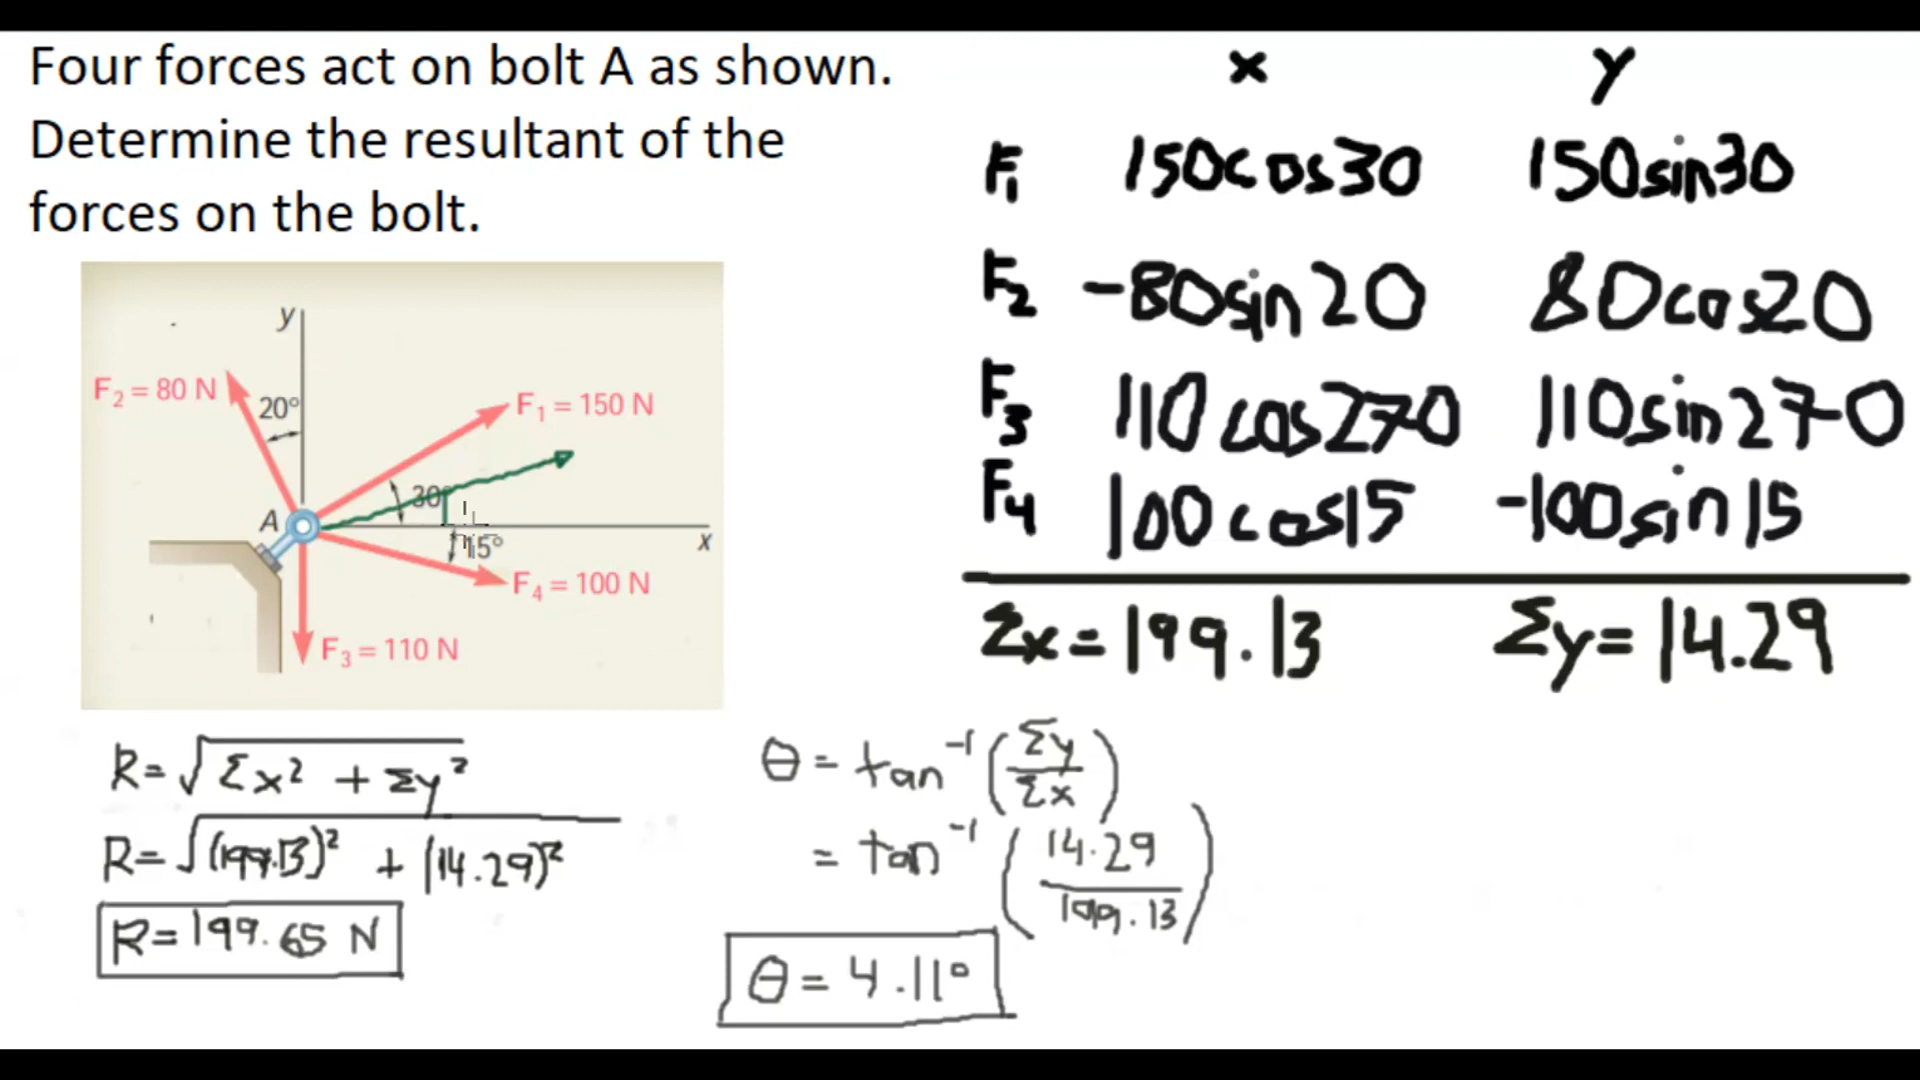 Four forces act on bolt A as shown.
Determine the resultant of the
forces on the bolt.
y
F₂ = 80 N
20°
F₁ = 150 N
30°
A
x
15°
F₄ = 100 N
F₃ = 110 N
x y
F₁ 150cos30 150sin30
F₂ -80sin20 80cos20
F₃ 110cos270 110sin270
F₄ 100cos15 -100sin15
Σx = 199.13 Σy = 14.29
R = √Σx² + Σy²
R = √(199.13)² + (14.29)²
R = 199.65 N
θ = tan⁻¹ (Σy/Σx)
= tan⁻¹ (14.29/199.13)
θ = 4.11°